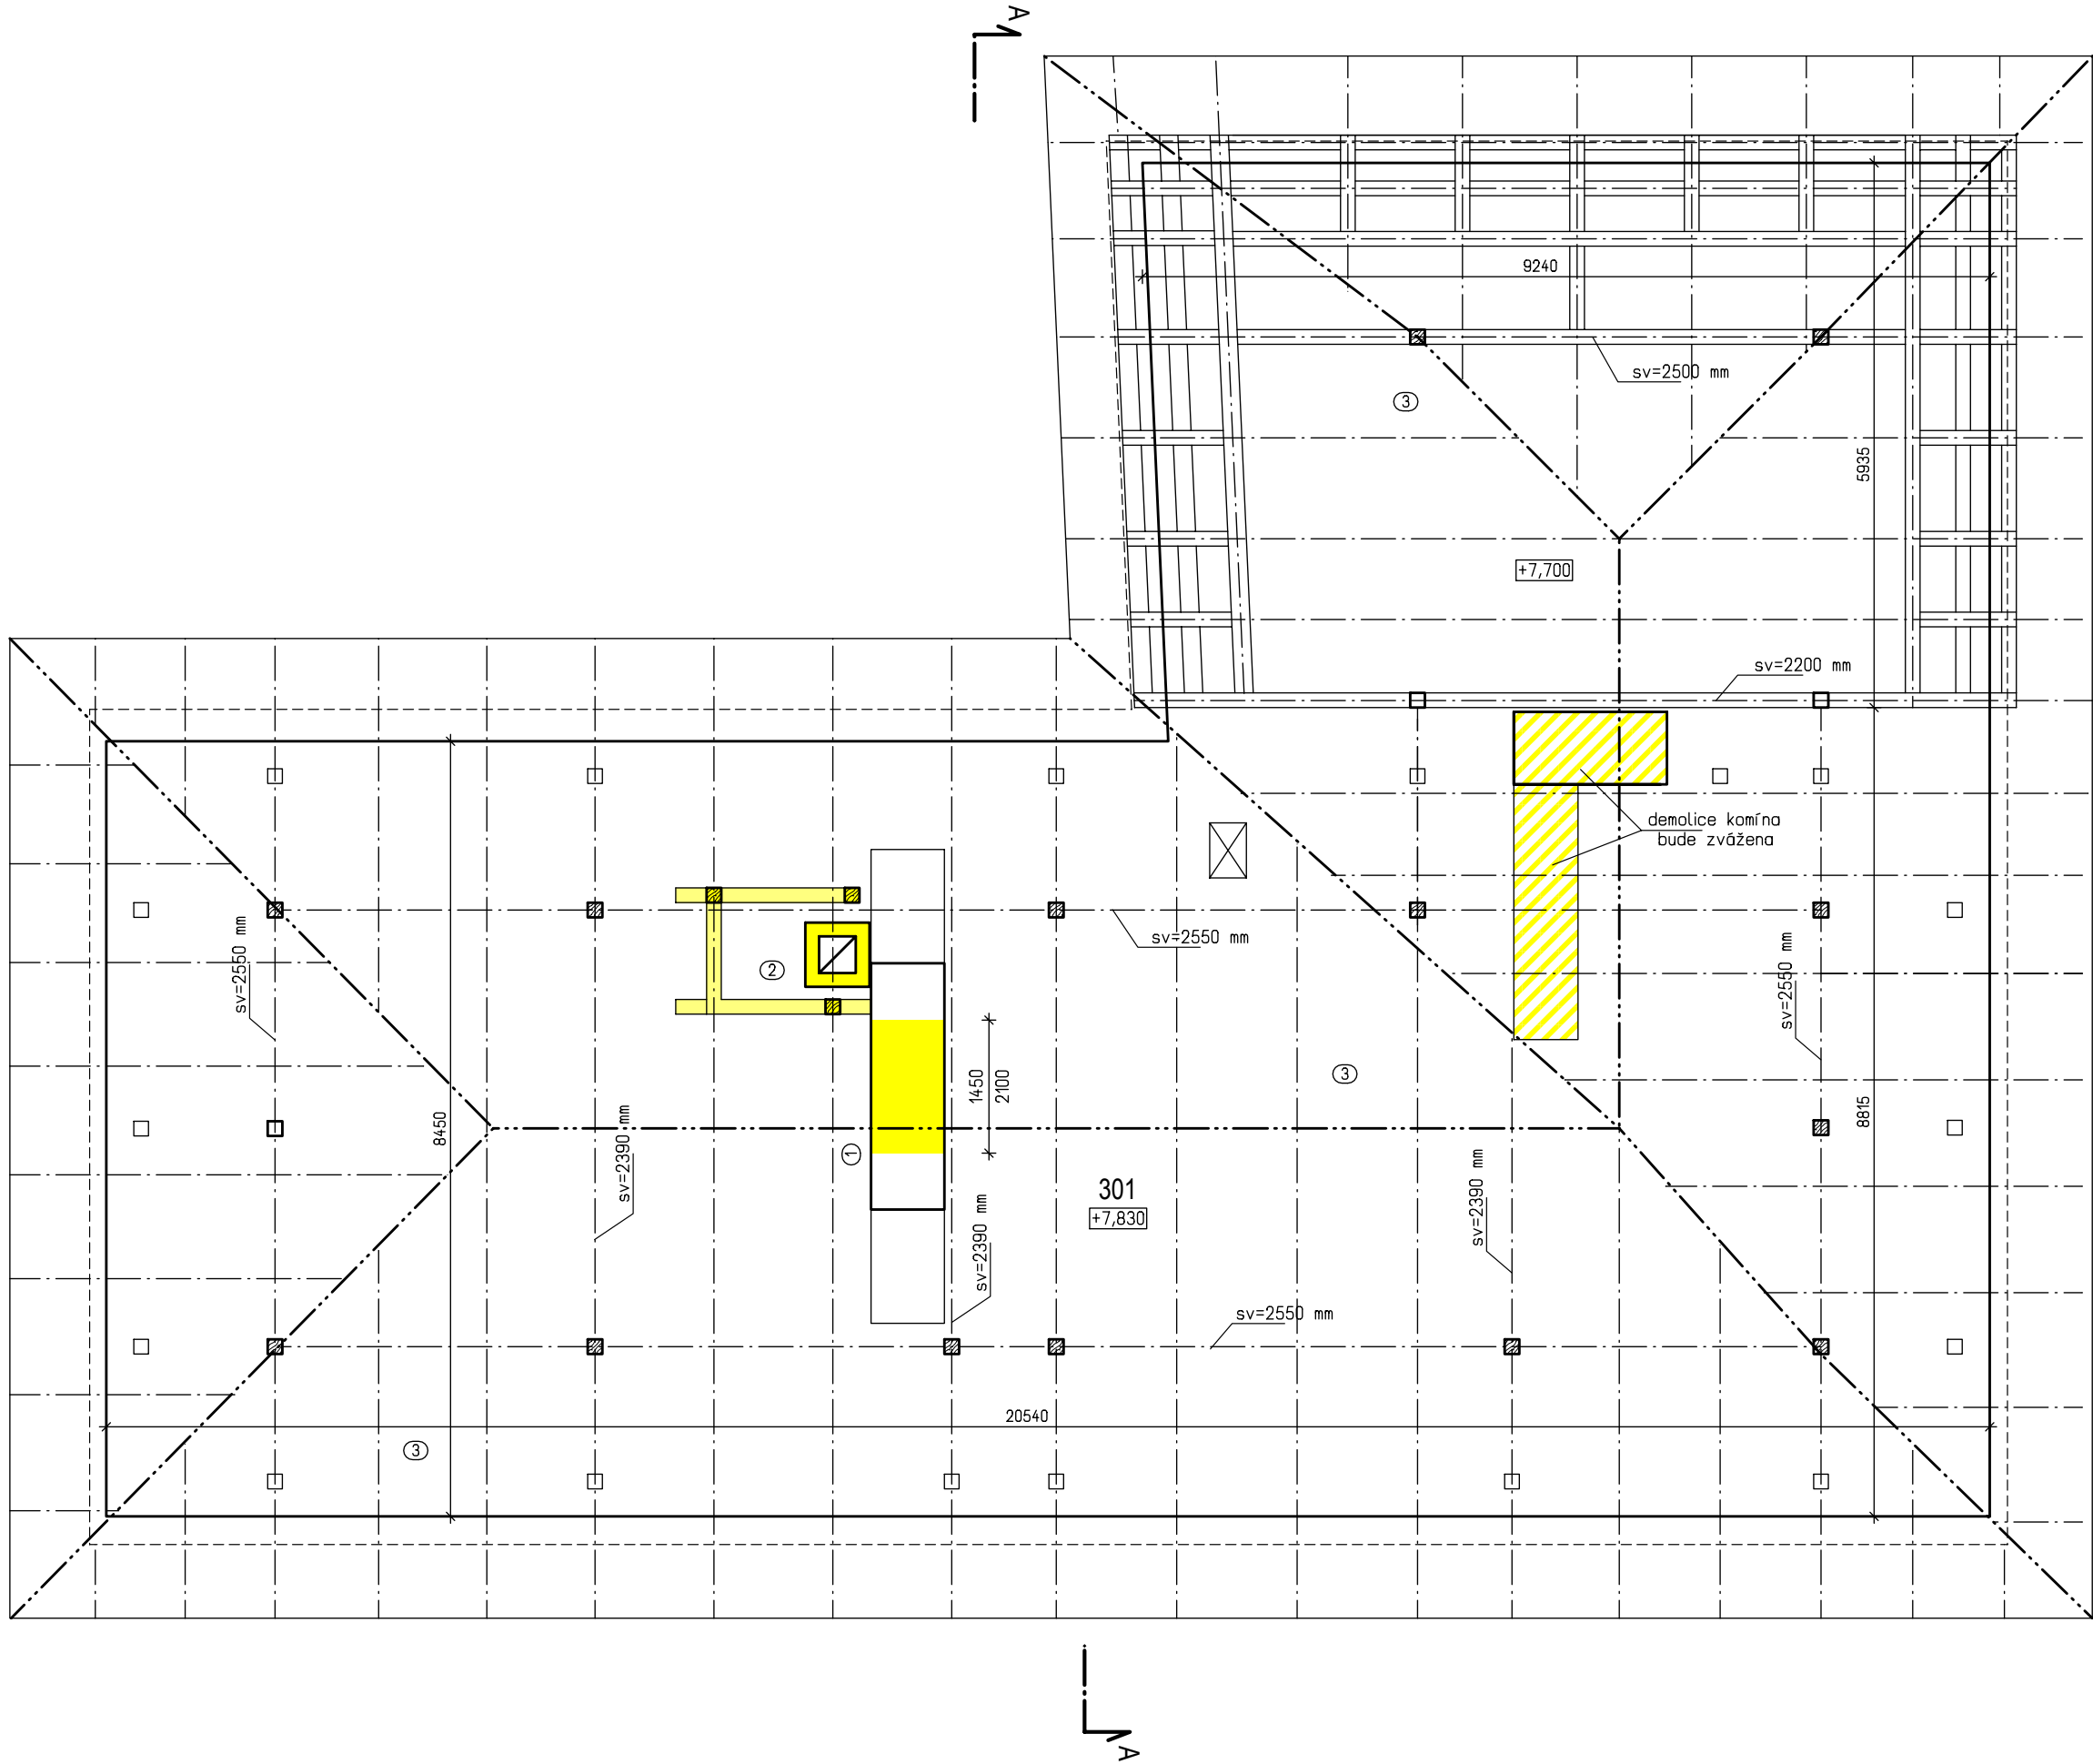 A
9240
sv=2500 mm
3
5935
+7,700
sv=2200 mm
demolice komína
bude zvážena
sv=2550 mm
sv=2550 mm
2
sv=2550 mm
1450
2100
3
8450
8815
sv=2390 mm
1
301
+7,830
sv=2390 mm
sv=2390 mm
sv=2550 mm
20540
3
A